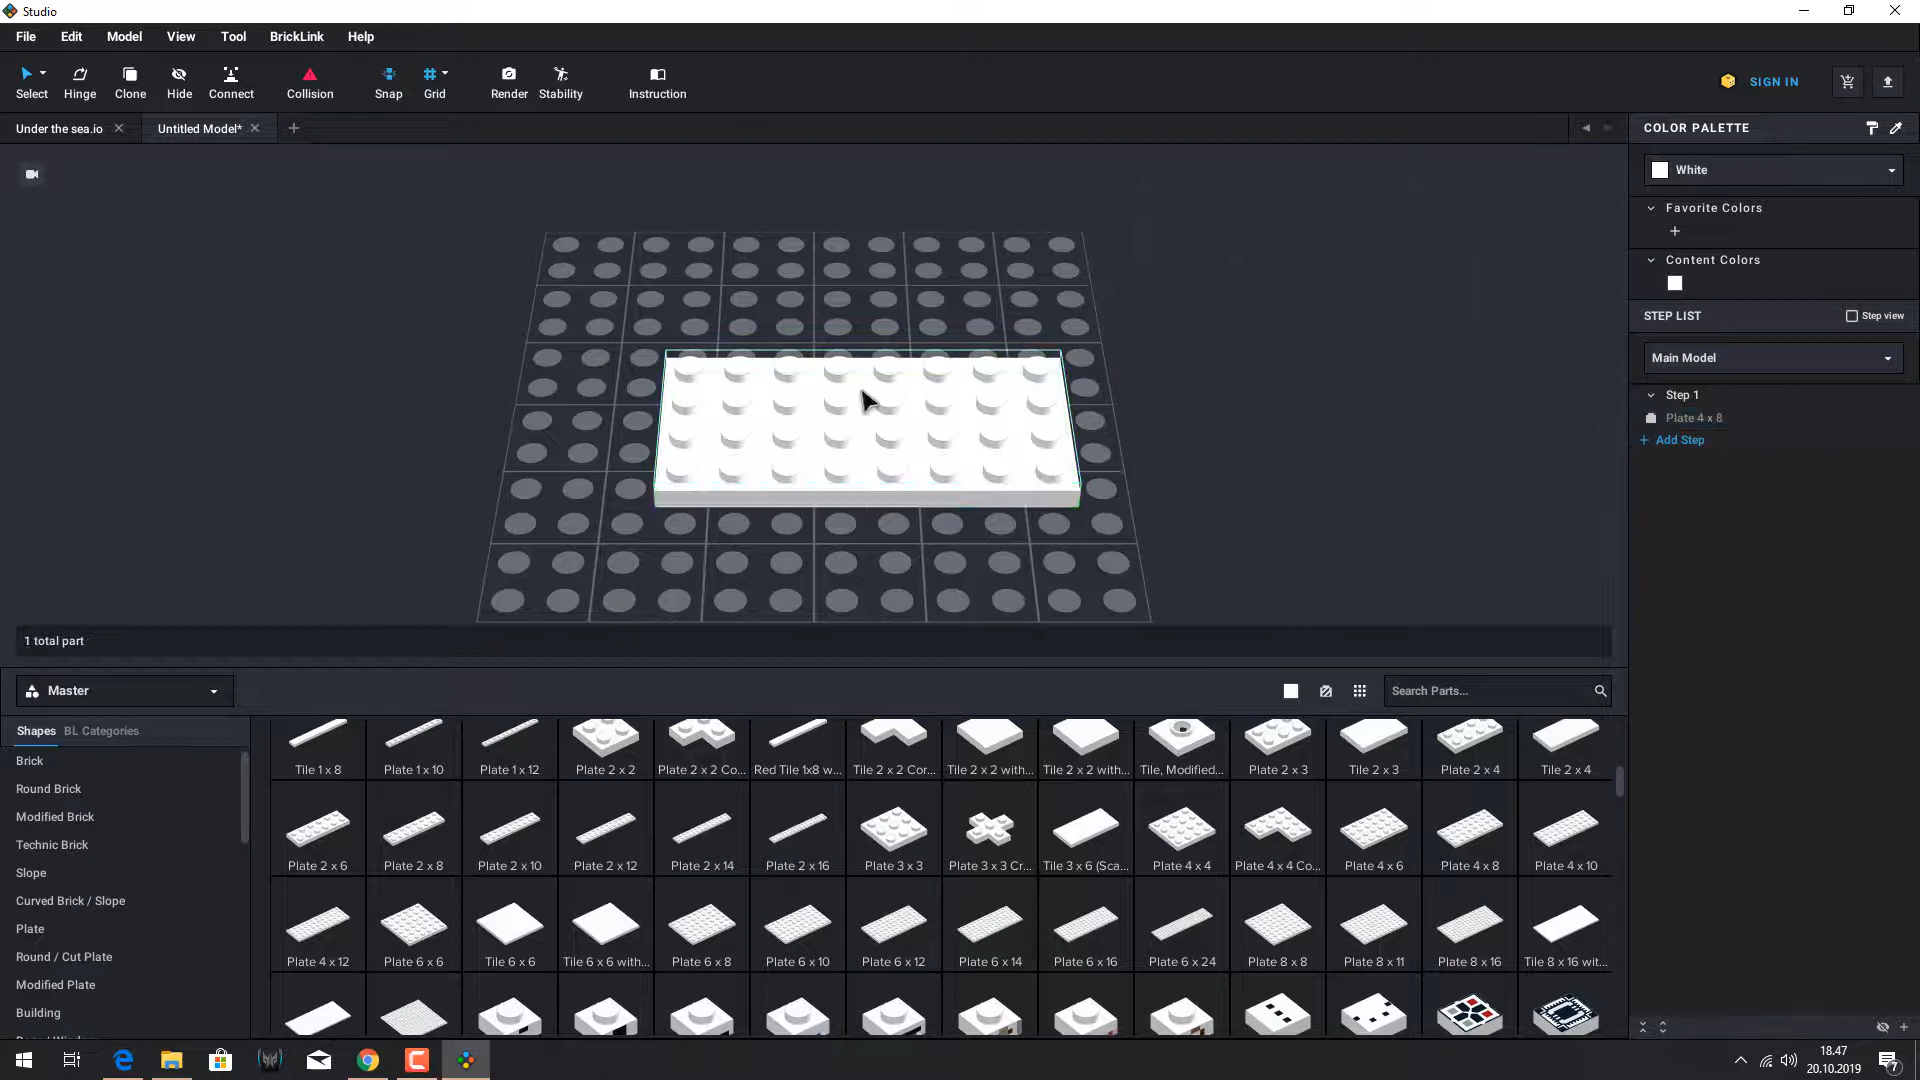 Studio
File Edit Model View Tool BrickLink Help
Select Hinge Clone Hide Connect Collision Snap Grid Render Stability Instruction
SIGN IN
Under the sea.io
Untitled Model*
COLOR PALETTE
White
Favorite Colors
Content Colors
STEP LIST
Step view
Main Model
Step 1
Plate 4 x 8
Add Step
1 total part
Master
Search Parts...
Shapes BL Categories
Brick
Round Brick
Modified Brick
Technic Brick
Slope
Curved Brick / Slope
Plate
Round / Cut Plate
Modified Plate
Building
Tile 1 x 8 Plate 1 x 10 Plate 1 x 12 Plate 2 x 2 Plate 2 x 2 Co... Red Tile 1x8 w... Tile 2 x 2 Cor... Tile 2 x 2 with... Tile 2 x 2 with... Tile, Modified... Plate 2 x 3 Tile 2 x 3 Plate 2 x 4 Tile 2 x 4
Plate 2 x 6 Plate 2 x 8 Plate 2 x 10 Plate 2 x 12 Plate 2 x 14 Plate 2 x 16 Plate 3 x 3 Plate 3 x 3 Cr... Tile 3 x 6 (Sca... Plate 4 x 4 Plate 4 x 4 Co... Plate 4 x 6 Plate 4 x 8 Plate 4 x 10
Plate 4 x 12 Plate 6 x 6 Tile 6 x 6 Tile 6 x 6 with... Plate 6 x 8 Plate 6 x 10 Plate 6 x 12 Plate 6 x 14 Plate 6 x 16 Plate 6 x 24 Plate 8 x 8 Plate 8 x 11 Plate 8 x 16 Tile 8 x 16 wit...
18.47
20.10.2019
7